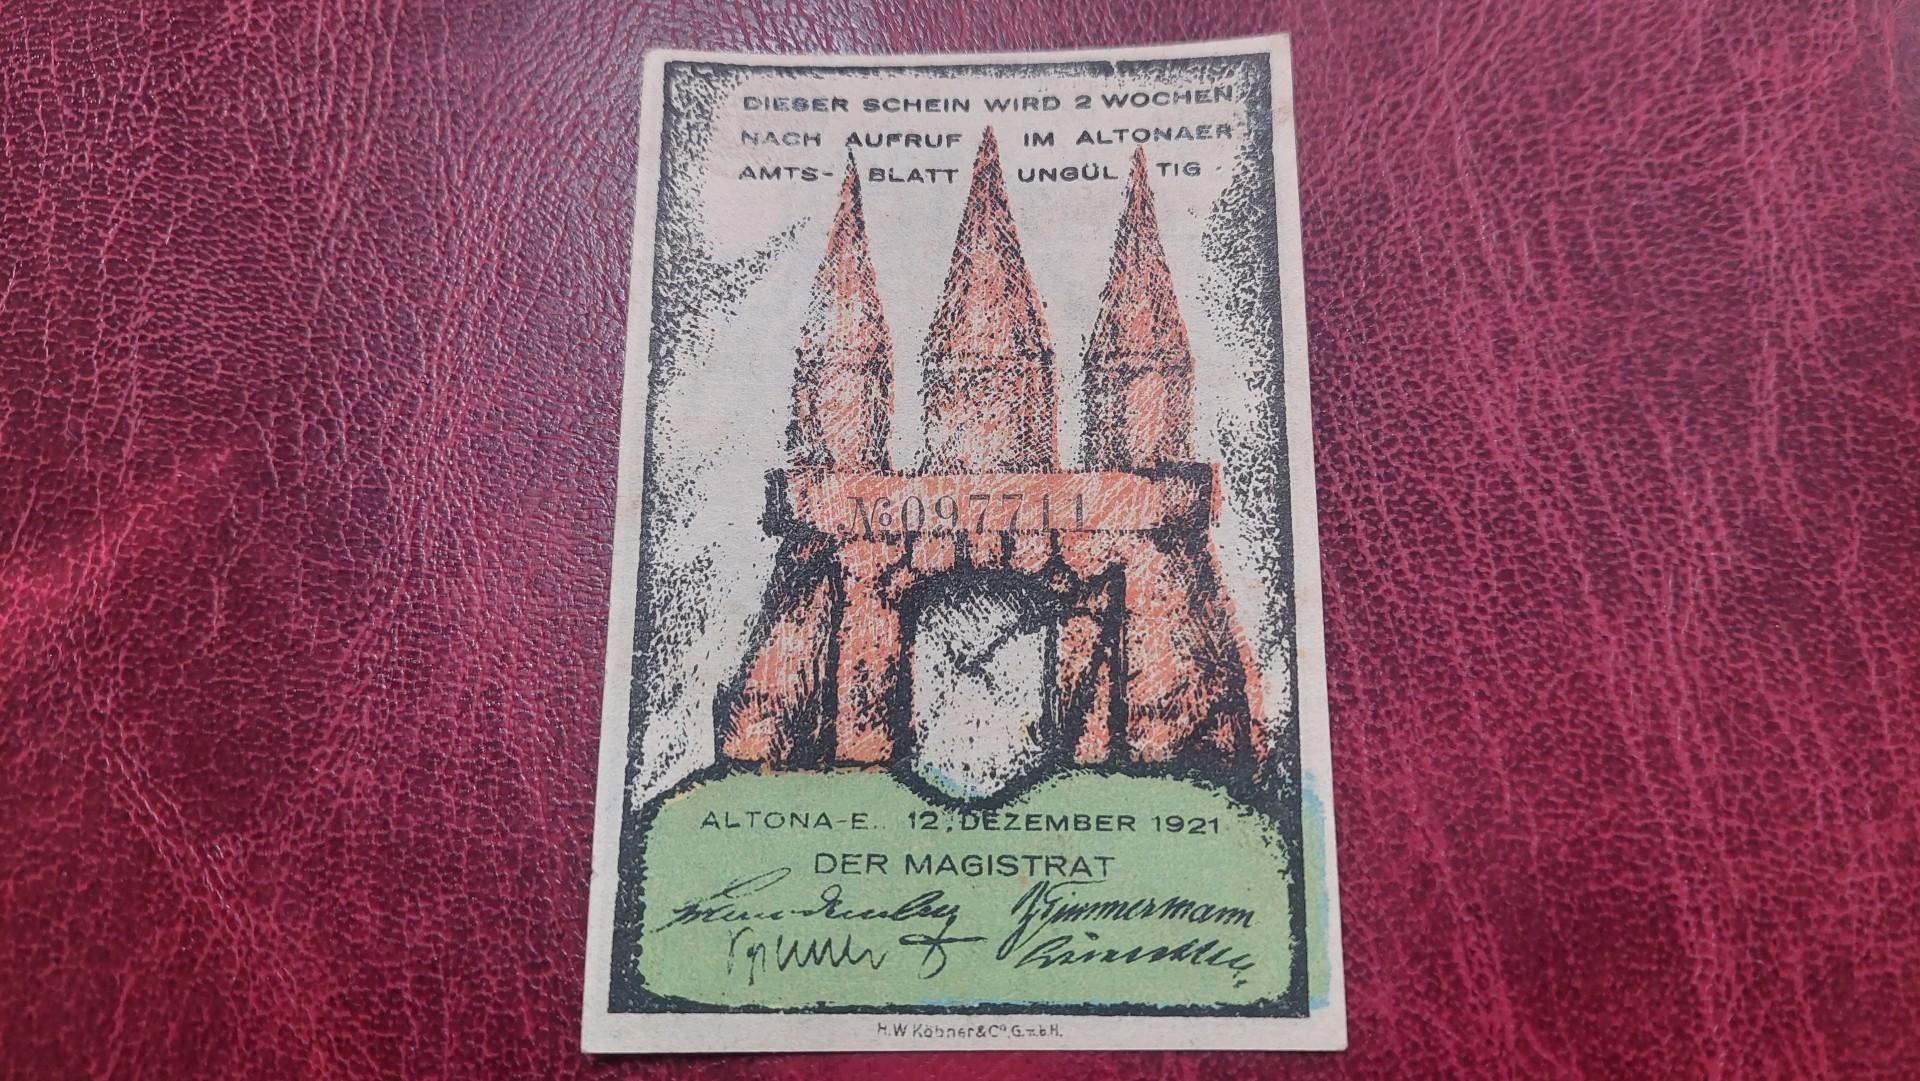 DIESER SCHEIN WIRD 2 WOCHEN
NACH AUFRUF IM ALTONAER
AMTS- BLATT UNGÜL TIG
№097711
ALTONA-E. 12, DEZEMBER 1921
DER MAGISTRAT
Timmermann
H.W Köbner & Co. G.m.b.H.